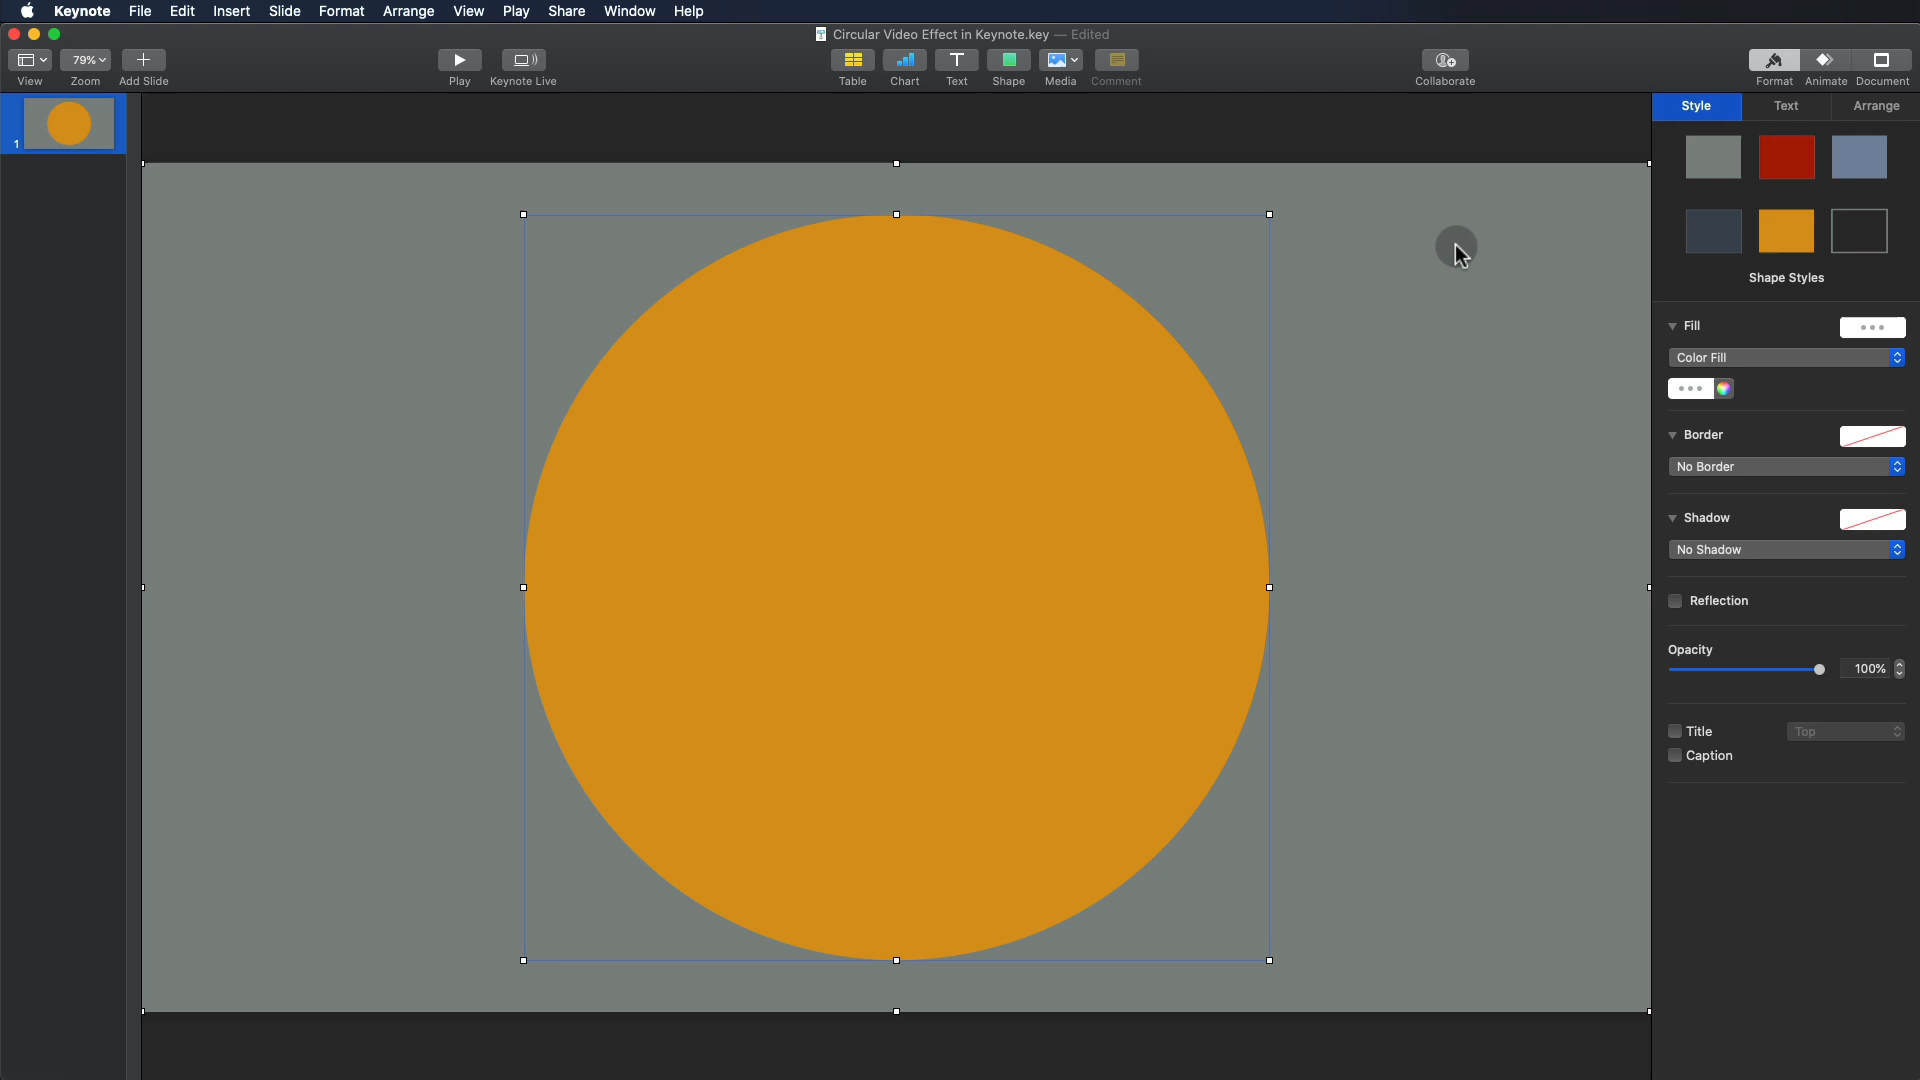 Keynote File Edit Insert Slide Format Arrange View Play Share Window Help
Circular Video Effect in Keynote.key — Edited
79%
View Zoom Add Slide Play Keynote Live Table Chart Text Shape Media Comment Collaborate Format Animate Document
1
Style Text Arrange
Shape Styles
Fill
Color Fill
Border
No Border
Shadow
No Shadow
Reflection
Opacity
100%
Title Top
Caption